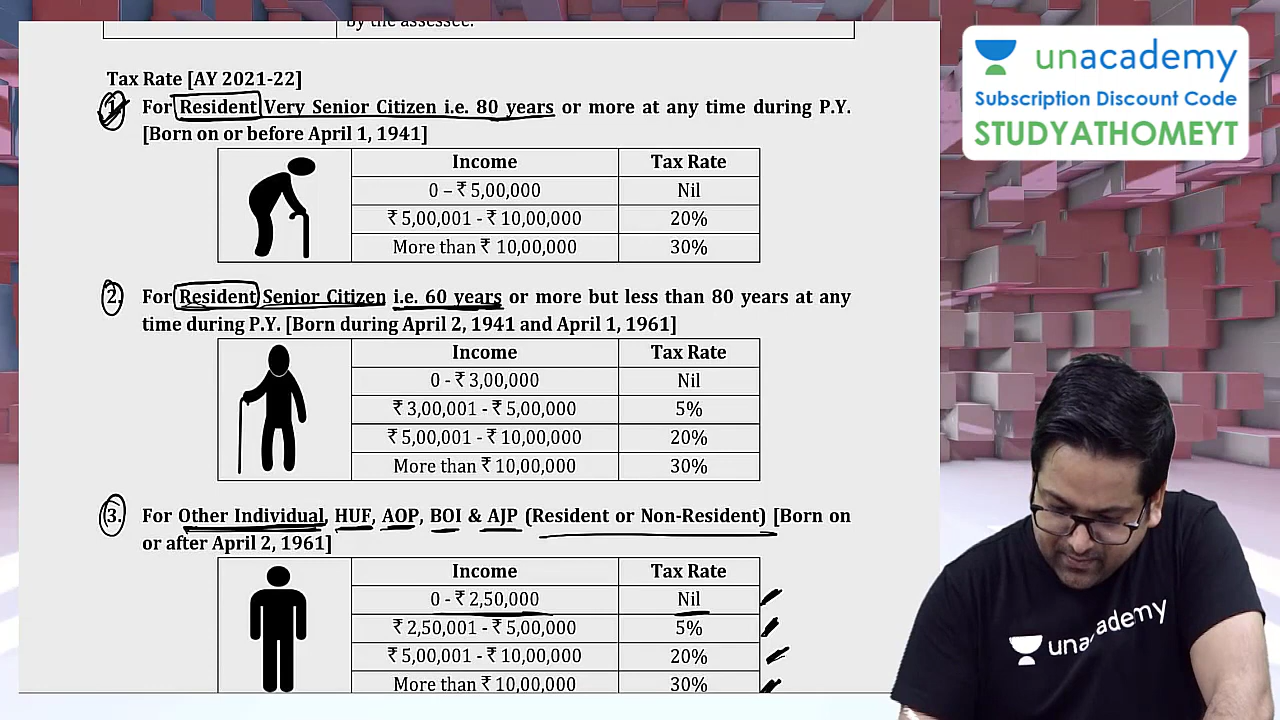 by the assessee.
Tax Rate [AY 2021-22]
1. For Resident Very Senior Citizen i.e. 80 years or more at any time during P.Y.
[Born on or before April 1, 1941]
Income Tax Rate
0 – ₹ 5,00,000 Nil
₹ 5,00,001 - ₹ 10,00,000 20%
More than ₹ 10,00,000 30%
2. For Resident Senior Citizen i.e. 60 years or more but less than 80 years at any
time during P.Y. [Born during April 2, 1941 and April 1, 1961]
Income Tax Rate
0 - ₹ 3,00,000 Nil
₹ 3,00,001 - ₹ 5,00,000 5%
₹ 5,00,001 - ₹ 10,00,000 20%
More than ₹ 10,00,000 30%
3. For Other Individual, HUF, AOP, BOI & AJP (Resident or Non-Resident) [Born on
or after April 2, 1961]
Income Tax Rate
0 - ₹ 2,50,000 Nil
₹ 2,50,001 - ₹ 5,00,000 5%
₹ 5,00,001 - ₹ 10,00,000 20%
More than ₹ 10,00,000 30%
unacademy
Subscription Discount Code
STUDYATHOMEYT
unacademy